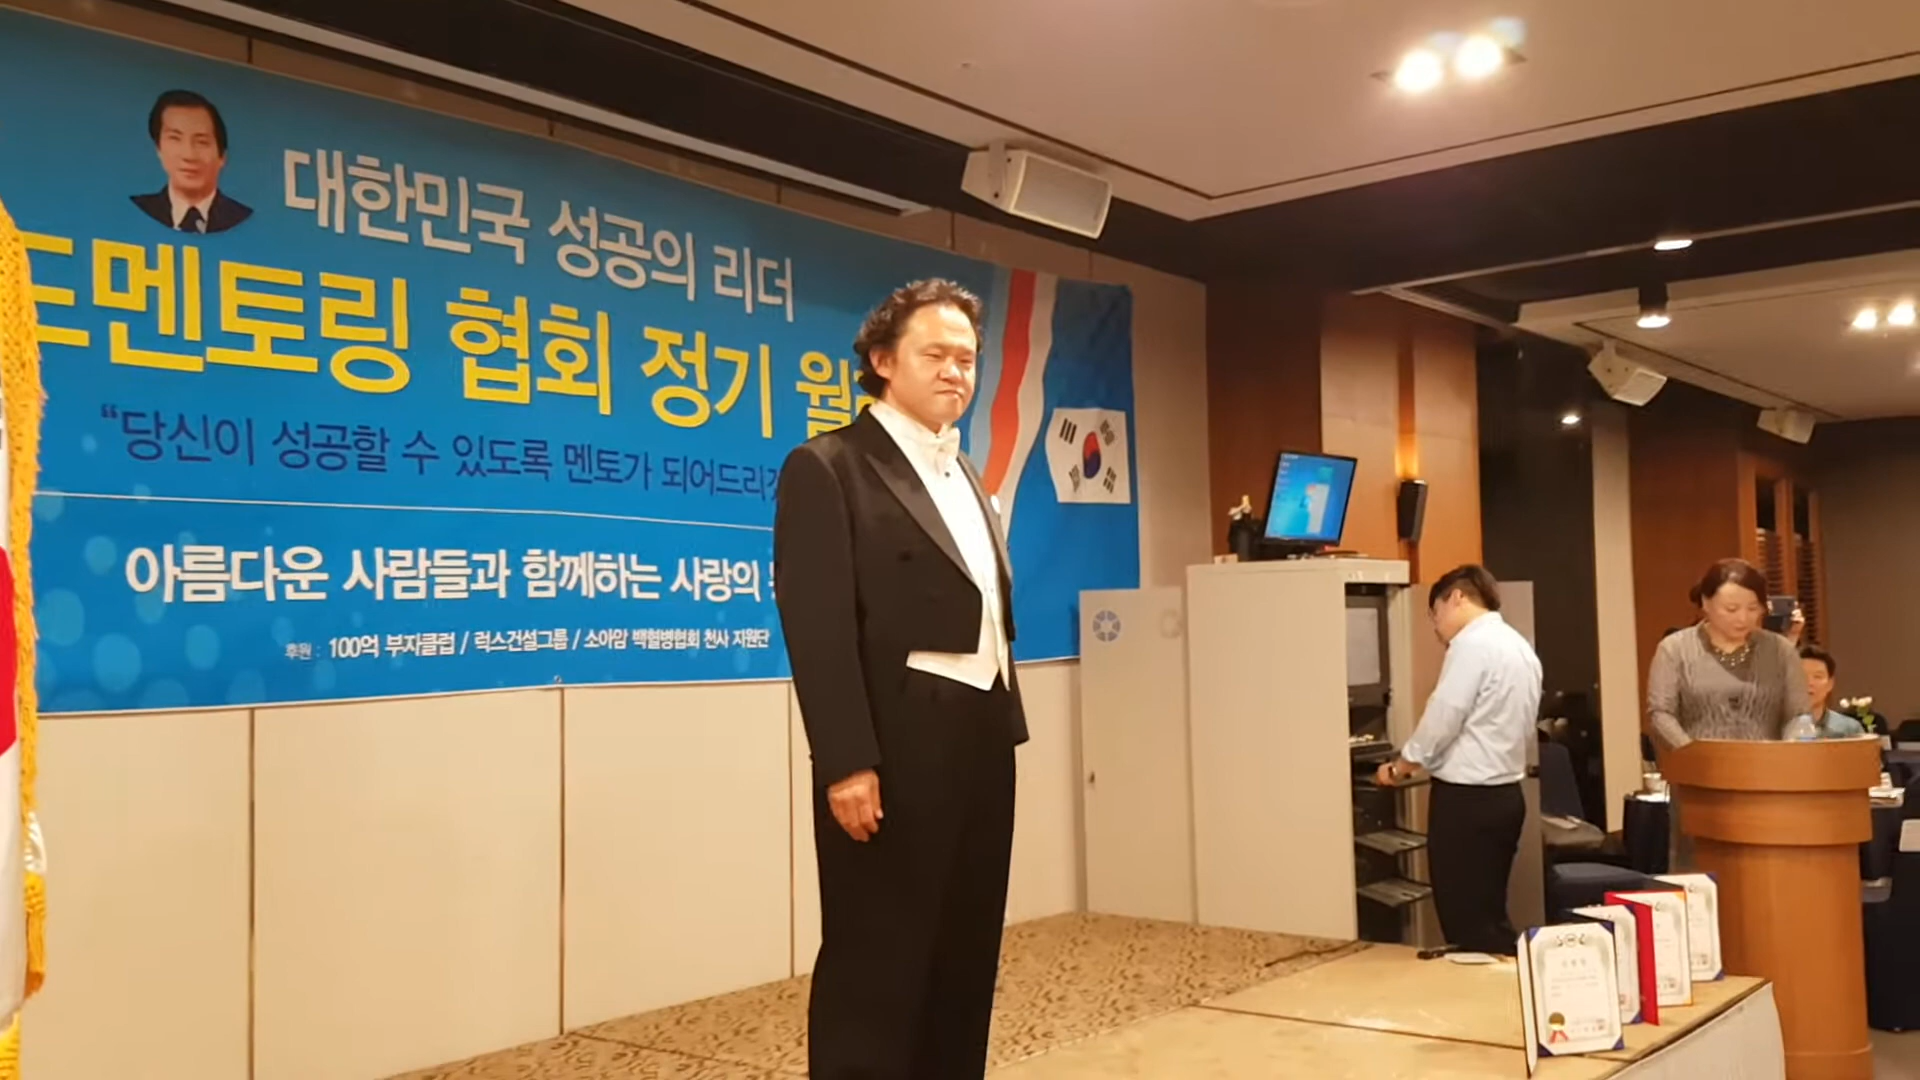 대한민국 성공의 리더
드멘토링 협회 정기 월
“당신이 성공할 수 있도록 멘토가 되어드리
아름다운 사람들과 함께하는 사랑의
후원 : 100억 부자클럽 / 럭스건설그룹 / 소아암 백혈병협회 천사 지원단